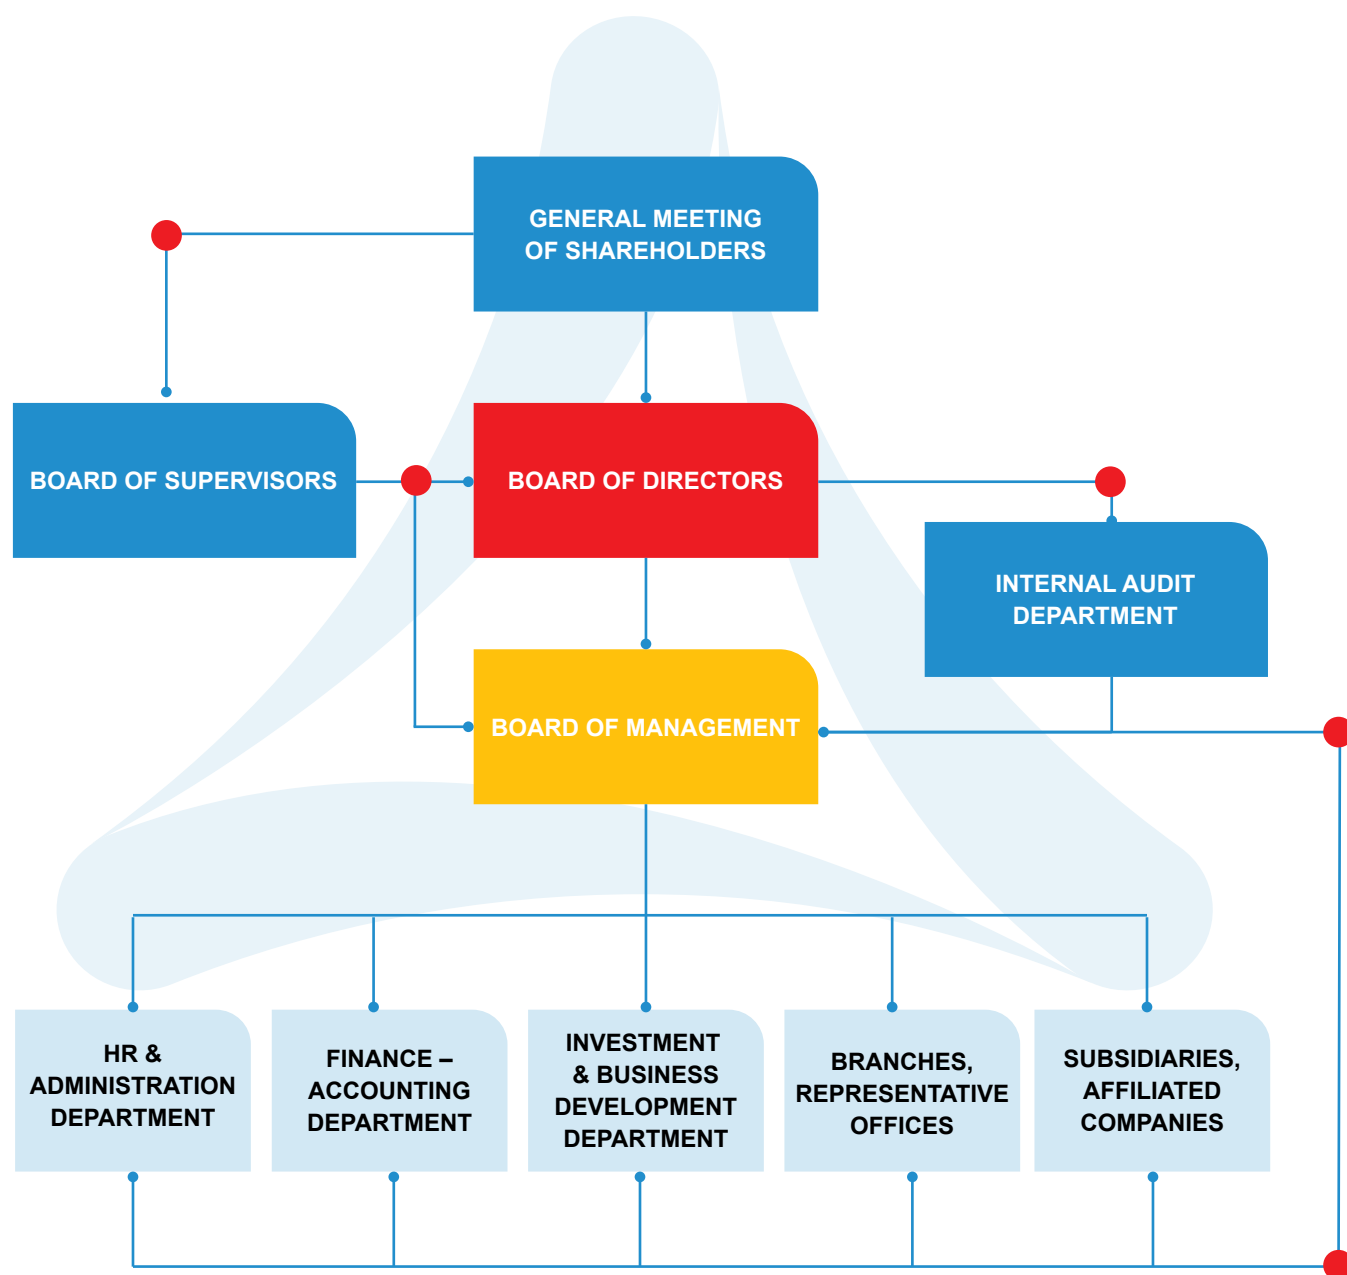 GENERAL MEETING
OF SHAREHOLDERS
BOARD OF SUPERVISORS
BOARD OF DIRECTORS
INTERNAL AUDIT
DEPARTMENT
BOARD OF MANAGEMENT
HR &
ADMINISTRATION
DEPARTMENT
FINANCE –
ACCOUNTING
DEPARTMENT
INVESTMENT
& BUSINESS
DEVELOPMENT
DEPARTMENT
BRANCHES,
REPRESENTATIVE
OFFICES
SUBSIDIARIES,
AFFILIATED
COMPANIES